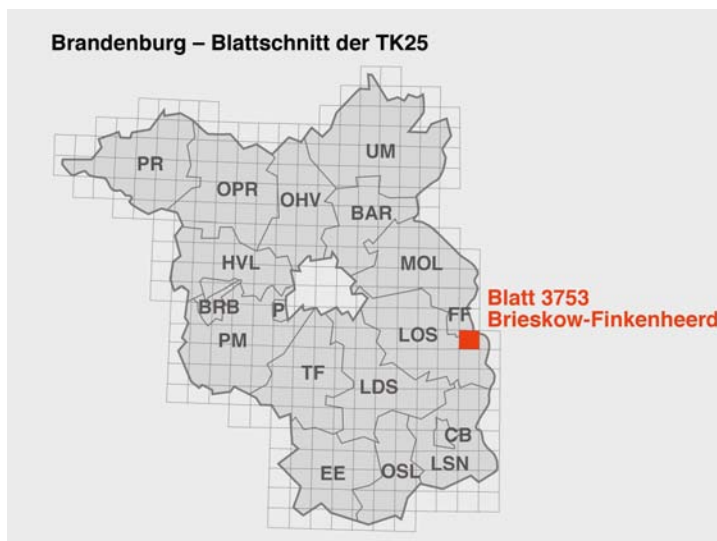 Brandenburg – Blattschnitt der TK25
UM
PR
OPR
OHV
BAR
HVL
MOL
Blatt 3753
Brieskow-Finkenheerd
BRB
P
FF
PM
LOS
TF
LDS
CB
EE
OSL
LSN